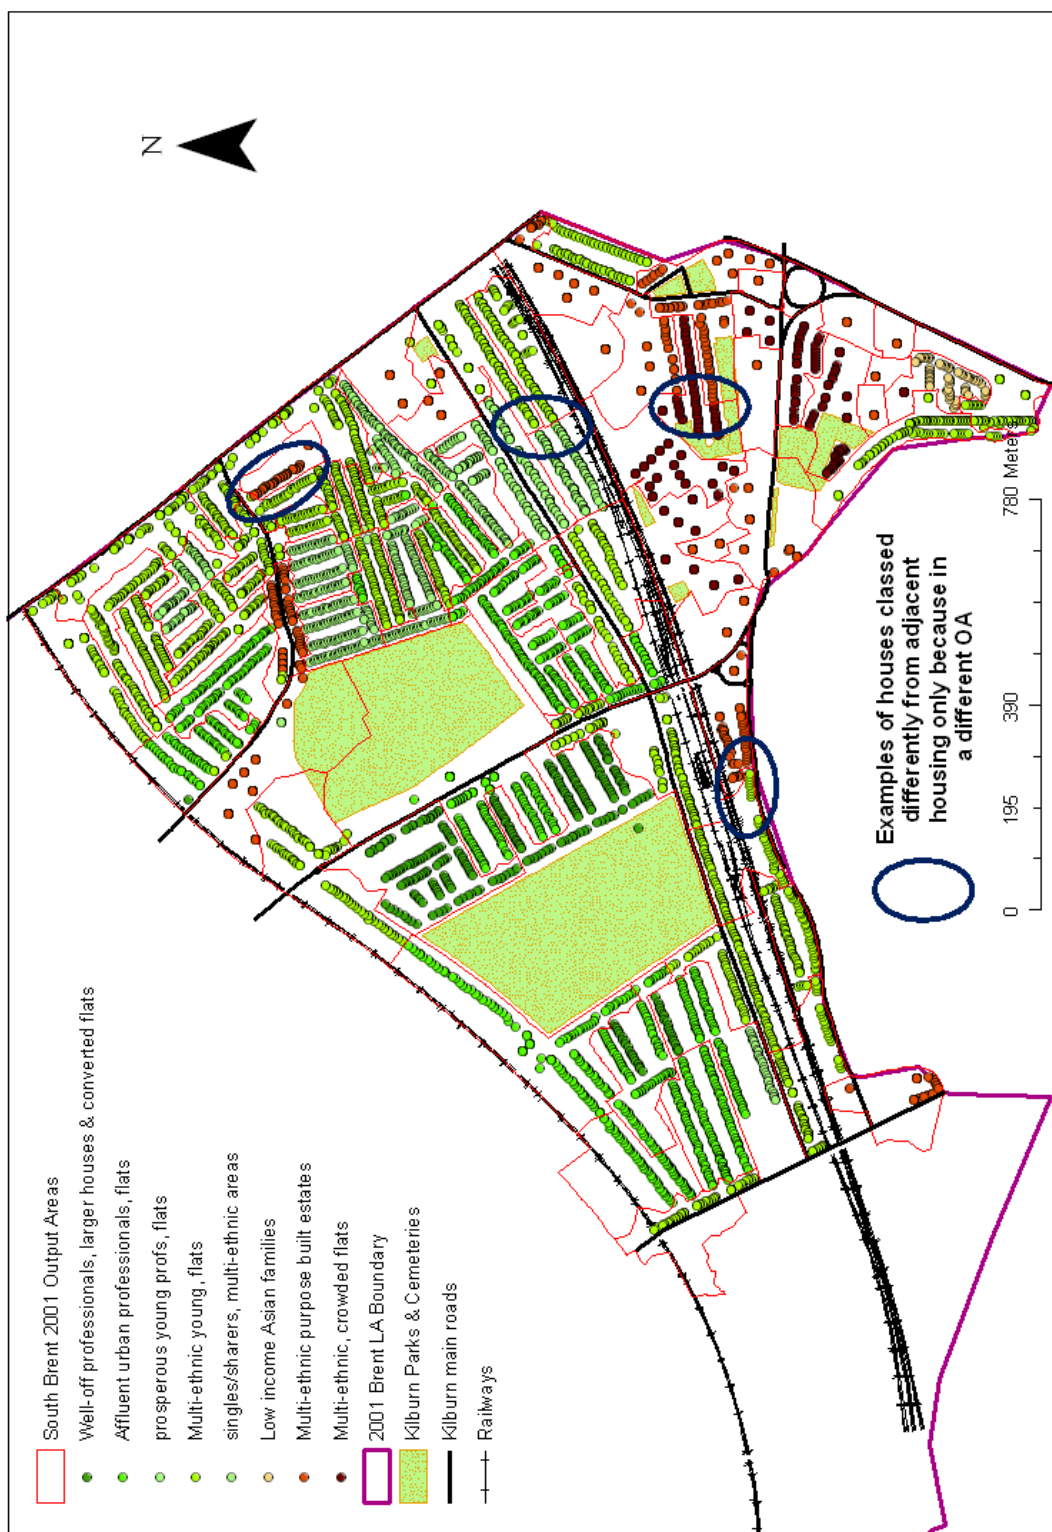 N
South Brent 2001 Output Areas
Well-off professionals, larger houses & converted flats
Affluent urban professionals, flats
prosperous young profs, flats
Multi-ethnic young, flats
singles/sharers, multi-ethnic areas
Low income Asian families
Multi-ethnic purpose built estates
Multi-ethnic, crowded flats
2001 Brent LA Boundary
Kilburn Parks & Cemeteries
Kilburn main roads
Railways
Examples of houses classed
differently from adjacent
housing only because in
a different OA
0 195 390 780 Meters